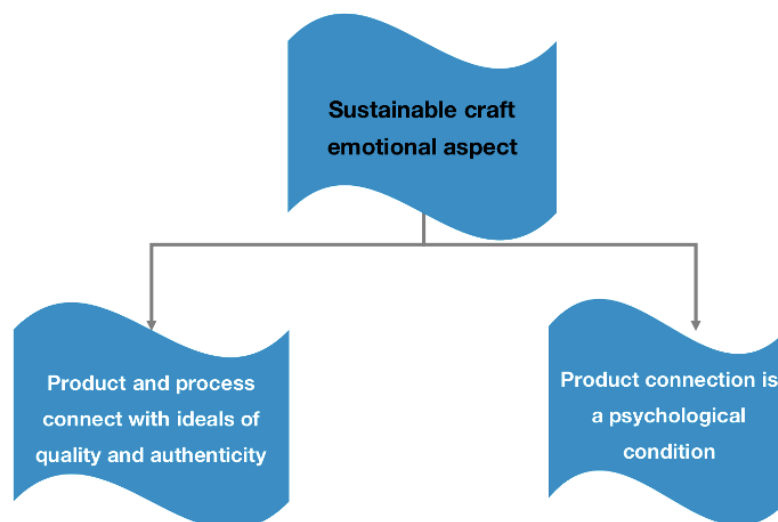 Sustainable craft
emotional aspect
Product and process
connect with ideals of
quality and authenticity
Product connection is
a psychological
condition